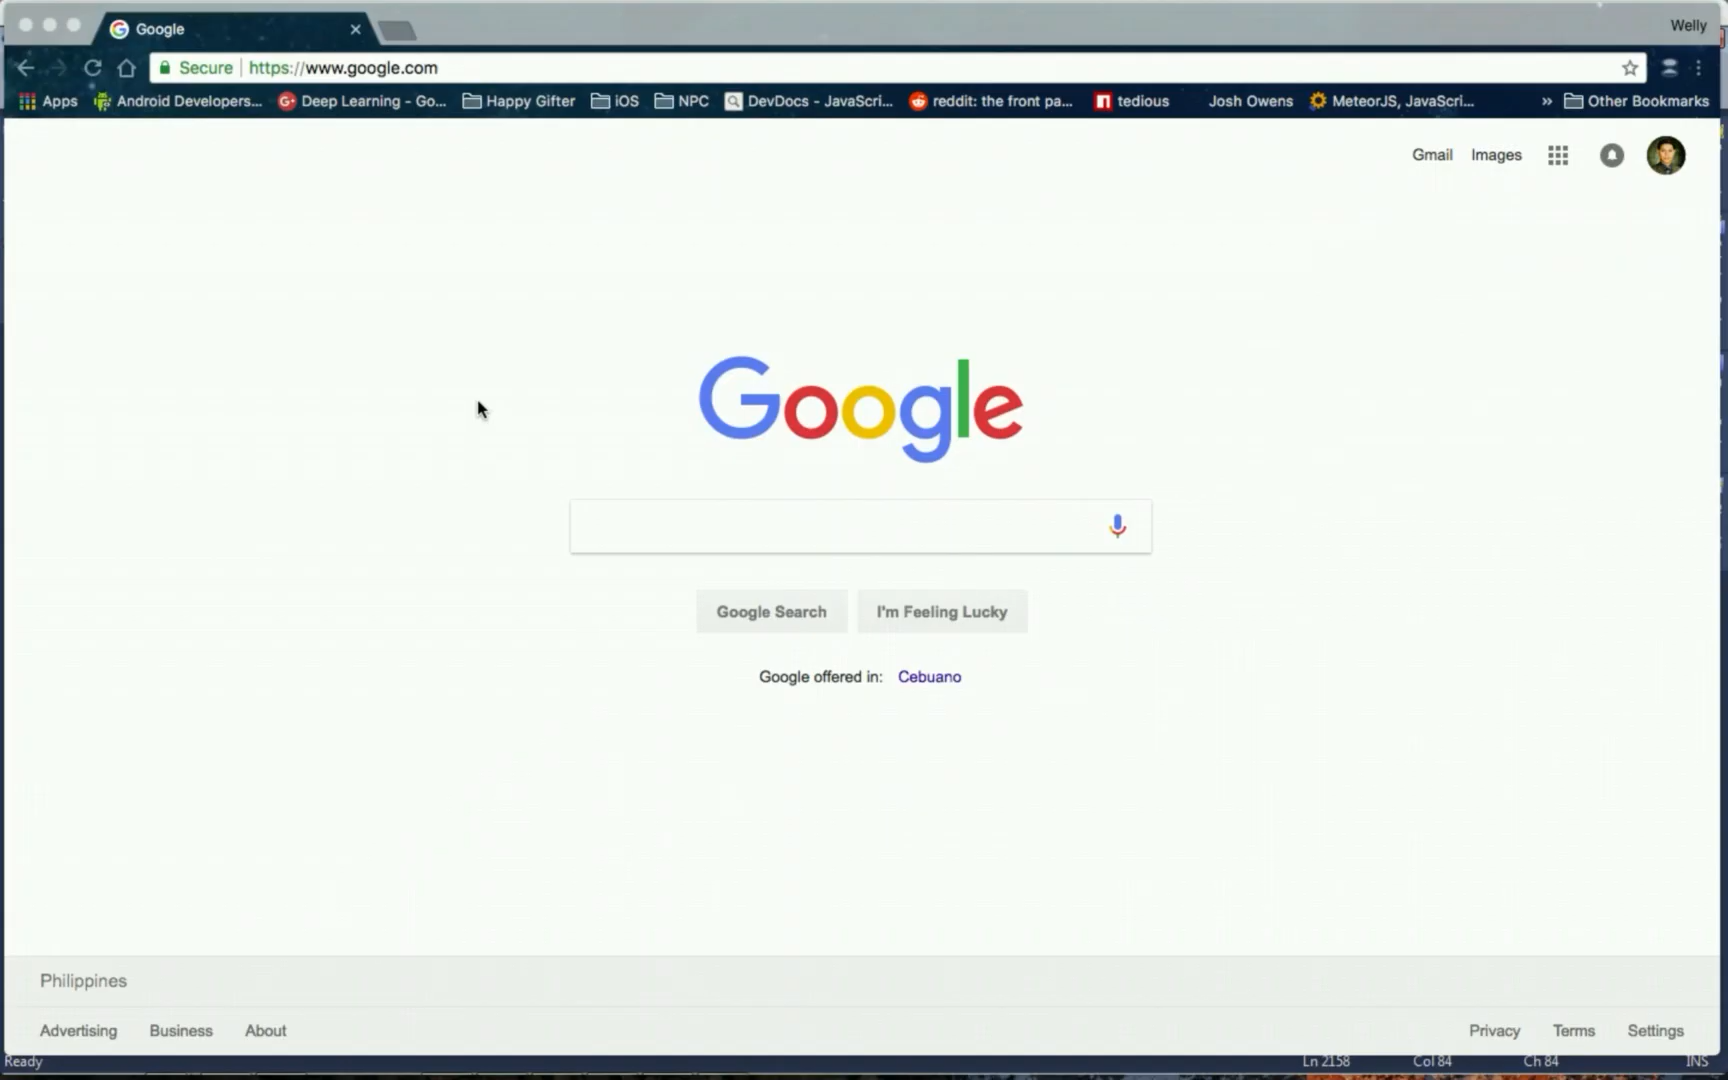 Google
Welly
Secure https://www.google.com
Apps Android Developers... Deep Learning - Go... Happy Gifter iOS NPC DevDocs - JavaScri... reddit: the front pa... tedious Josh Owens MeteorJS, JavaScri... » Other Bookmarks
Gmail Images
Google
Google Search I'm Feeling Lucky
Google offered in: Cebuano
Philippines
Advertising Business About Privacy Terms Settings
Ready Ln 2158 Col 84 Ch 84 INS